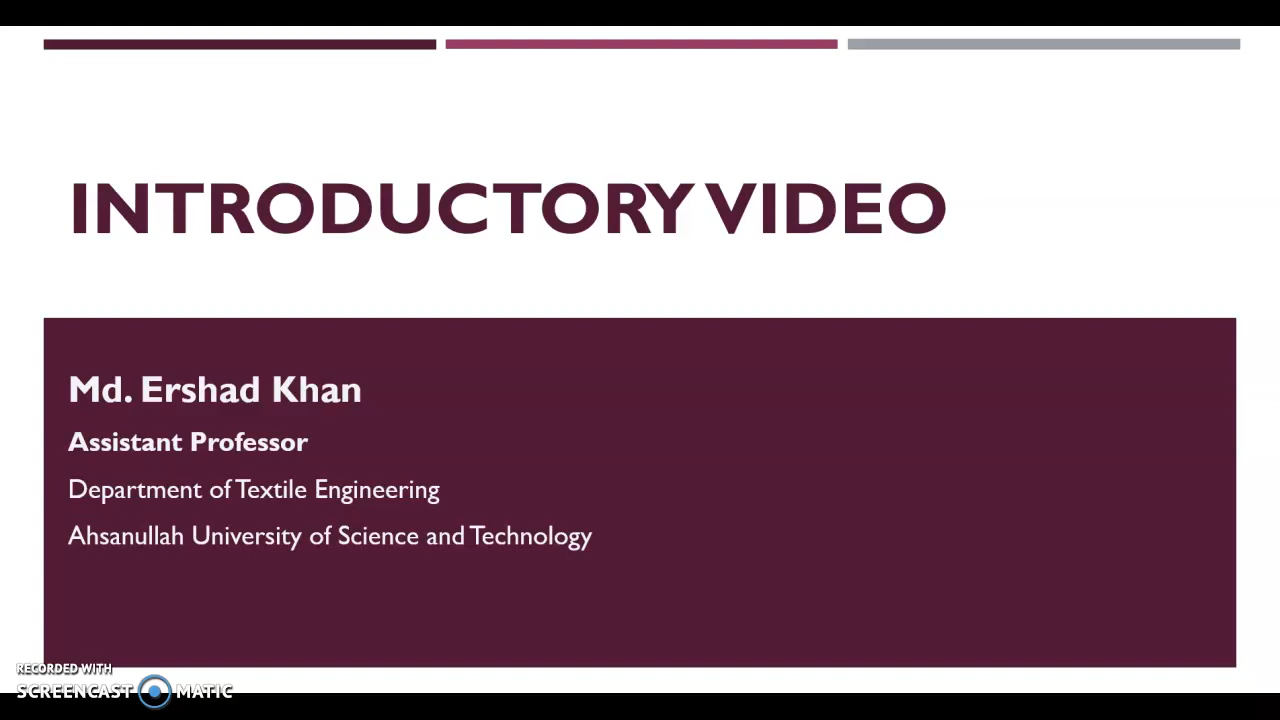 INTRODUCTORY VIDEO
Md. Ershad Khan
Assistant Professor
Department of Textile Engineering
Ahsanullah University of Science and Technology
RECORDED WITH
SCREENCAST MATIC